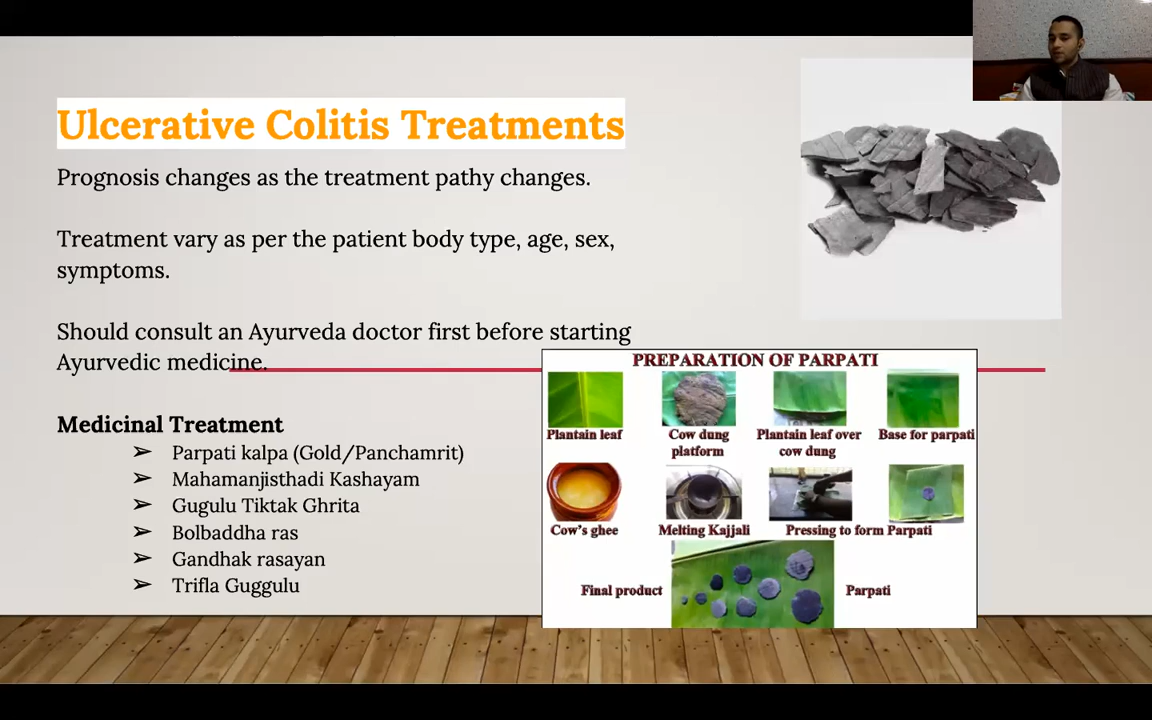 Ulcerative Colitis Treatments
Prognosis changes as the treatment pathy changes.
Treatment vary as per the patient body type, age, sex,
symptoms.
Should consult an Ayurveda doctor first before starting
Ayurvedic medicine.
Medicinal Treatment
➢ Parpati kalpa (Gold/Panchamrit)
➢ Mahamanjisthadi Kashayam
➢ Gugulu Tiktak Ghrita
➢ Bolbaddha ras
➢ Gandhak rasayan
➢ Trifla Guggulu
PREPARATION OF PARPATI
Plantain leaf
Cow dung
platform
Plantain leaf over
cow dung
Base for parpati
Cow's ghee
Melting Kajjali
Pressing to form Parpati
Final product
Parpati